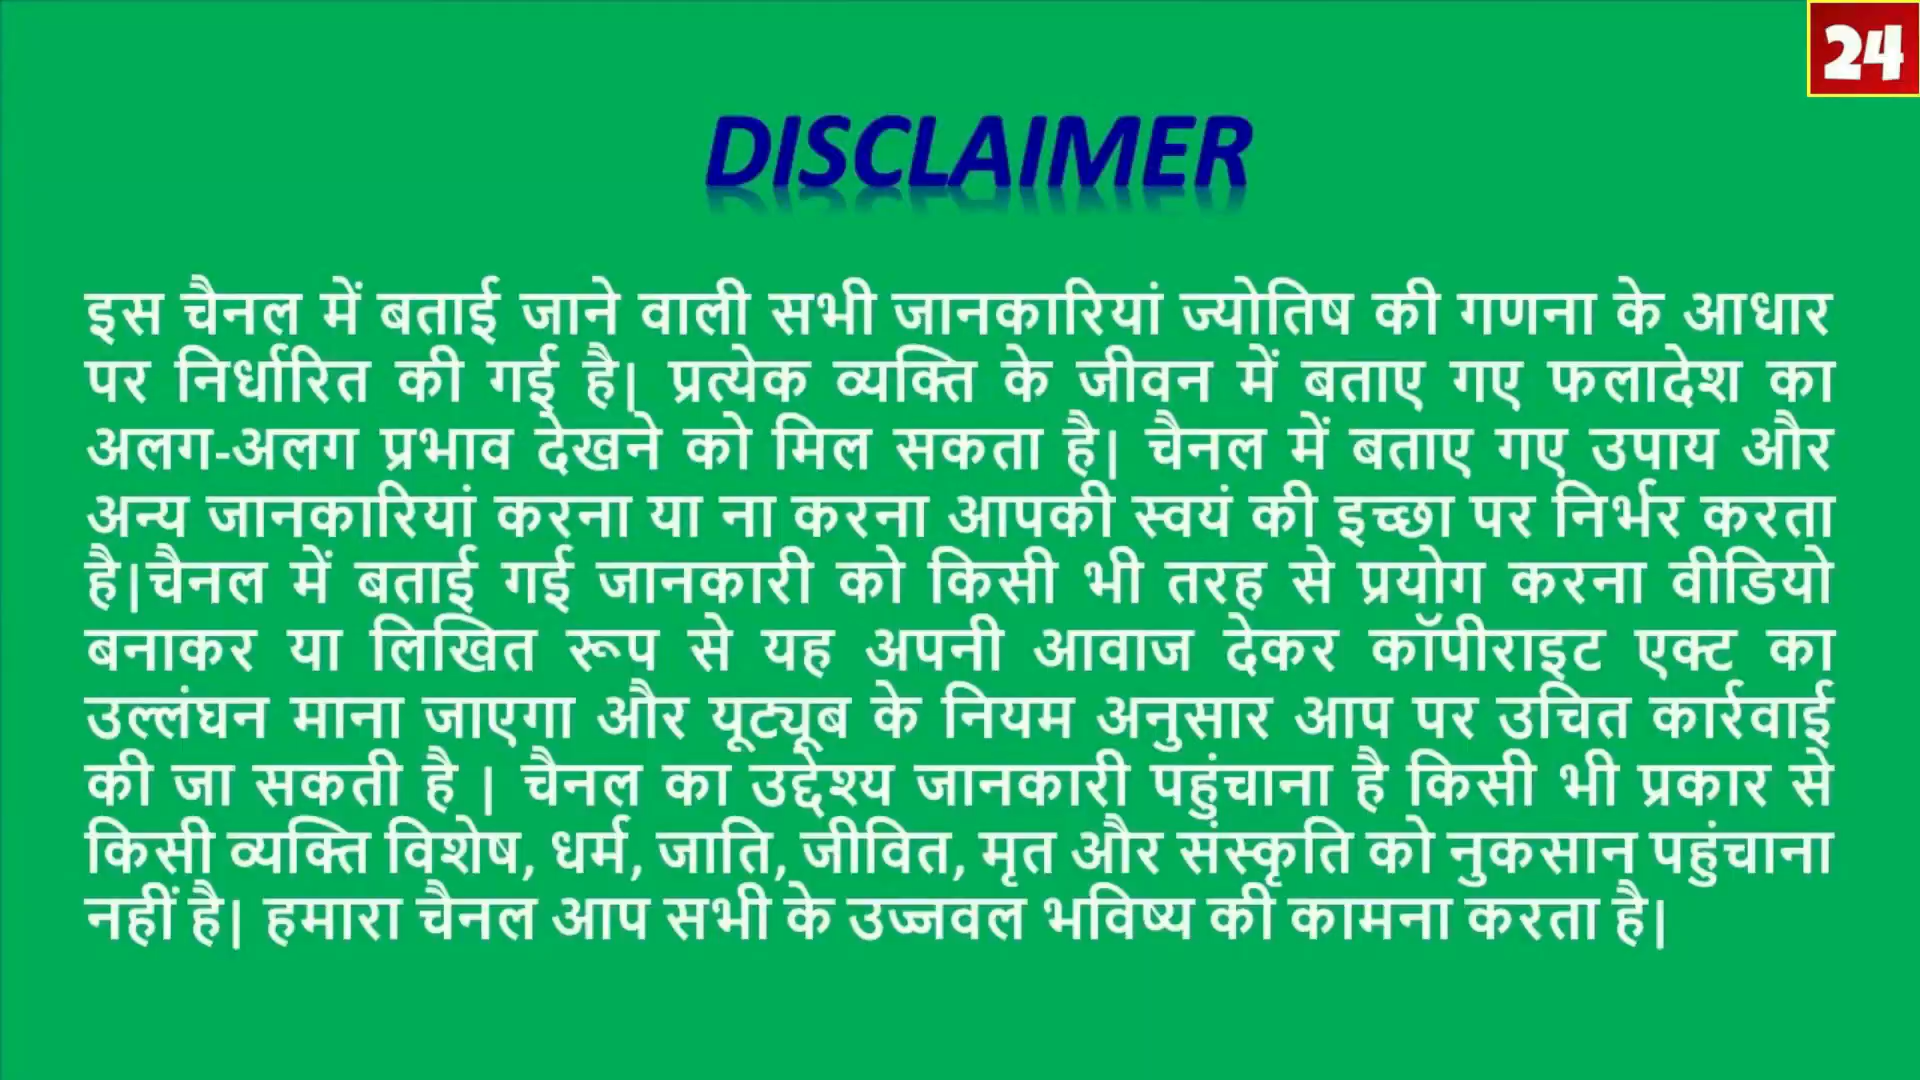 24
DISCLAIMER
इस चैनल में बताई जाने वाली सभी जानकारियां ज्योतिष की गणना के आधार
पर निर्धारित की गई है| प्रत्येक व्यक्ति के जीवन में बताए गए फलादेश का
अलग-अलग प्रभाव देखने को मिल सकता है| चैनल में बताए गए उपाय और
अन्य जानकारियां करना या ना करना आपकी स्वयं की इच्छा पर निर्भर करता
है|चैनल में बताई गई जानकारी को किसी भी तरह से प्रयोग करना वीडियो
बनाकर या लिखित रूप से यह अपनी आवाज देकर कॉपीराइट एक्ट का
उल्लंघन माना जाएगा और यूट्यूब के नियम अनुसार आप पर उचित कार्रवाई
की जा सकती है | चैनल का उद्देश्य जानकारी पहुंचाना है किसी भी प्रकार से
किसी व्यक्ति विशेष, धर्म, जाति, जीवित, मृत और संस्कृति को नुकसान पहुंचाना
नहीं है| हमारा चैनल आप सभी के उज्जवल भविष्य की कामना करता है|